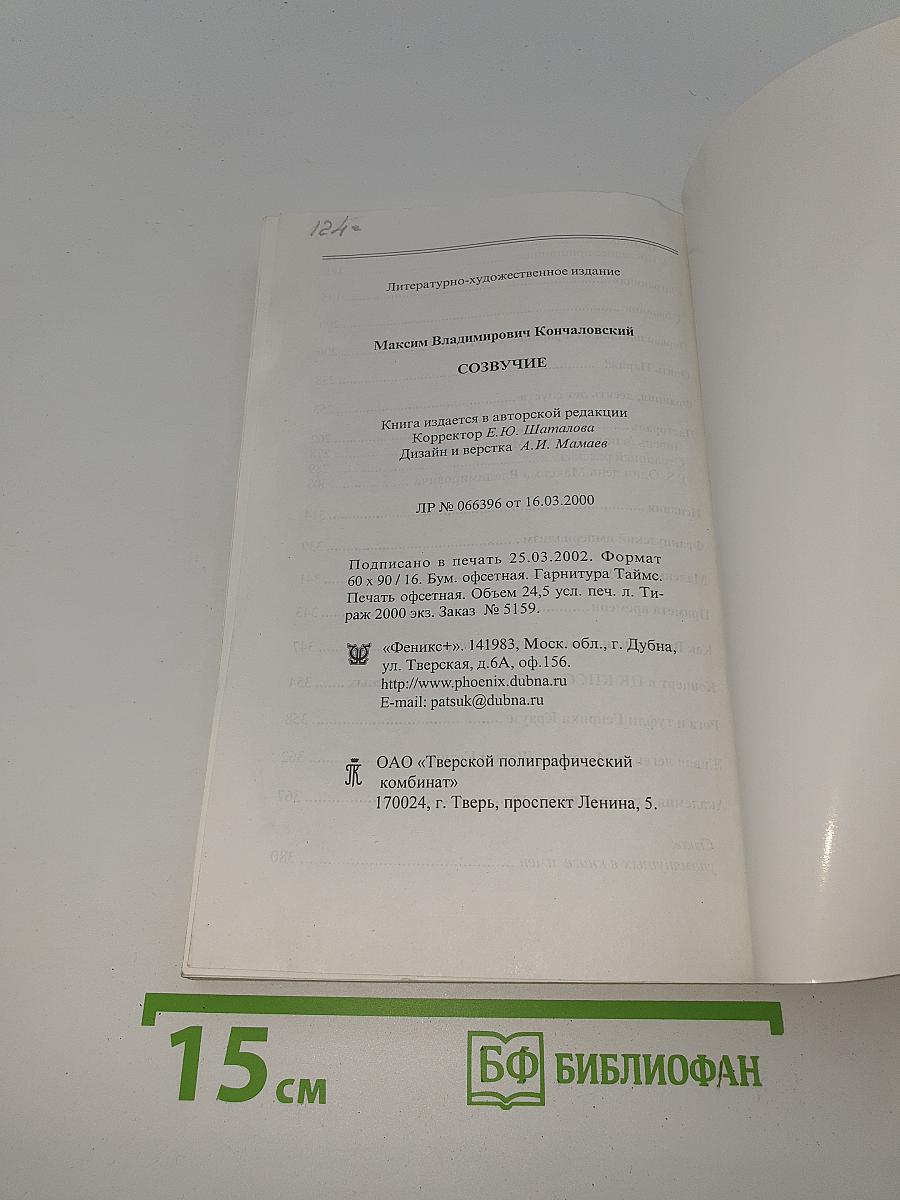 124=
Литературно-художественное издание
Максим Владимирович Кончаловский
СОЗВУЧИЕ
Книга издается в авторской редакции
Корректор Е.Ю. Шаталова
Дизайн и верстка А.И. Мамаев
ЛР № 066396 от 16.03.2000
Подписано в печать 25.03.2002. Формат
60 х 90 / 16. Бум. офсетная. Гарнитура Таймс.
Печать офсетная. Объем 24,5 усл. печ. л. Ти-
раж 2000 экз. Заказ № 5159.
«Феникс+». 141983, Моск. обл., г. Дубна,
ул. Тверская, д.6А, оф.156.
http://www.phoenix.dubna.ru
E-mail: patsuk@dubna.ru
ОАО «Тверской полиграфический
комбинат»
170024, г. Тверь, проспект Ленина, 5.
15 см
БФ БИБЛИОФАН